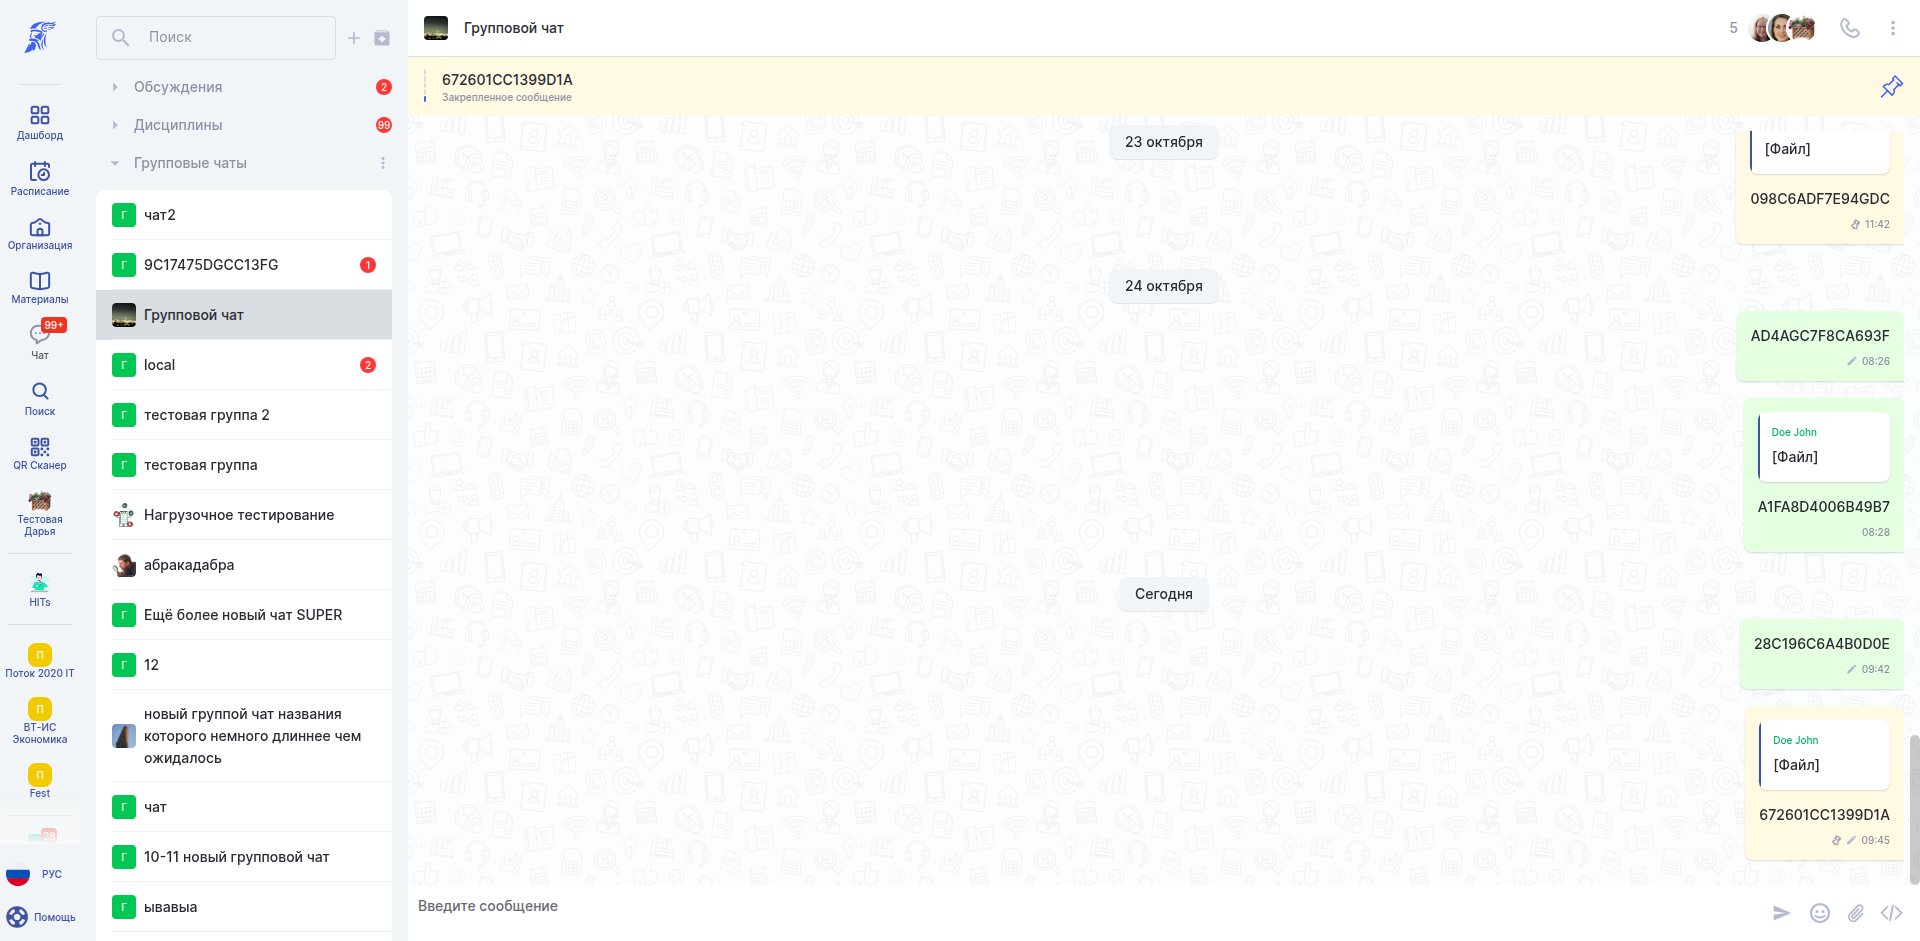 Дашборд
Расписание
Организация
Материалы
99+
Чат
Поиск
QR Сканер
Тестовая
Дарья
HITs
П
Поток 2020 IT
П
ВТ-ИС
Экономика
П
Fest
28
РУС
Помощь
Поиск
Обсуждения
2
Дисциплины
99
Групповые чаты
Г
чат2
Г
9C17475DGCC13FG
1
Групповой чат
Г
local
2
Г
тестовая группа 2
Г
тестовая группа
Нагрузочное тестирование
абракадабра
Г
Ещё более новый чат SUPER
Г
12
новый группой чат названия
которого немного длиннее чем
ожидалось
Г
чат
Г
10-11 новый групповой чат
Г
ывавыа
Групповой чат
5
672601CC1399D1A
Закрепленное сообщение
23 октября
[Файл]
098C6ADF7E94GDC
11:42
24 октября
AD4AGC7F8CA693F
08:26
Doe John
[Файл]
A1FA8D4006B49B7
08:28
Сегодня
28C196C6A4B0D0E
09:42
Doe John
[Файл]
672601CC1399D1A
09:45
Введите сообщение